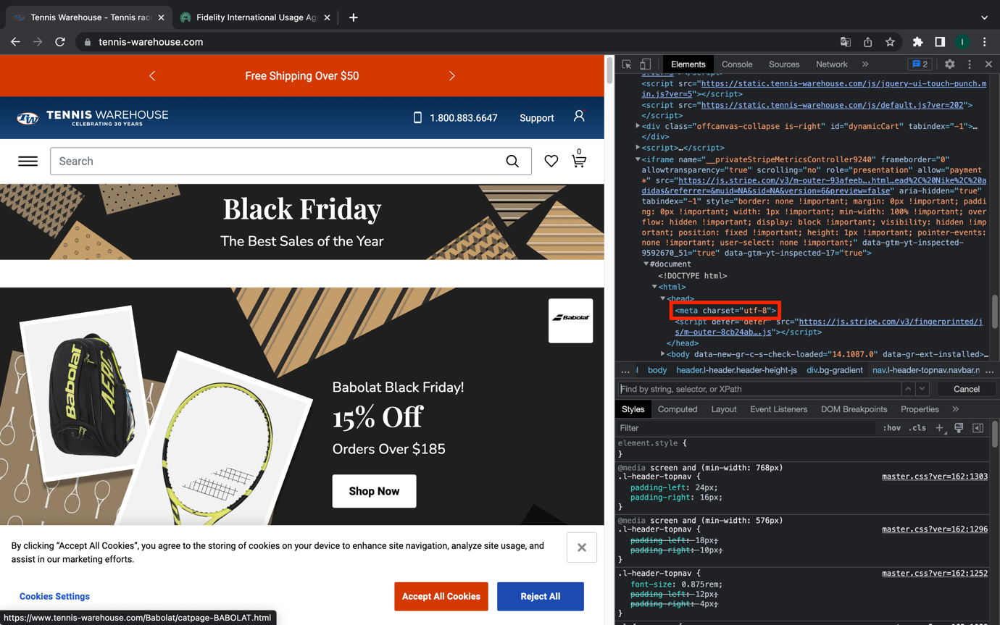 Tennis Warehouse - Tennis rac
Fidelity International Usage Ag
tennis-warehouse.com
I
Free Shipping Over $50
TW TENNIS WAREHOUSE
CELEBRATING 30 YEARS
1.800.883.6647
Support
Search
0
Black Friday
The Best Sales of the Year
Babolat
Babolat
AERO
Babolat Black Friday!
15% Off
Orders Over $185
Shop Now
By clicking “Accept All Cookies”, you agree to the storing of cookies on your device to enhance site navigation, analyze site usage, and
assist in our marketing efforts.
Cookies Settings
Accept All Cookies
Reject All
https://www.tennis-warehouse.com/Babolat/catpage-BABOLAT.html
Elements Console Sources Network » 2
<script src="https://static.tennis-warehouse.com/js/jquery-ui-touch-punch.m
in.js?ver=5"></script>
<script src="https://static.tennis-warehouse.com/js/default.js?ver=202">
</script>
<div class="offcanvas-collapse is-right" id="dynamicCart" tabindex="-1">…
</div>
<script>…</script>
<iframe name="__privateStripeMetricsController9240" frameborder="0"
allowtransparency="true" scrolling="no" role="presentation" allow="payment
*" src="https://js.stripe.com/v3/m-outer-93afeeb….html…ead%2C%20Nike%2C%20a
didas&referrer=&muid=NA&sid=NA&version=6&preview=false" aria-hidden="true"
tabindex="-1" style="border: none !important; margin: 0px !important; paddi
ng: 0px !important; width: 1px !important; min-width: 100% !important; over
flow: hidden !important; display: block !important; visibility: hidden !imp
ortant; position: fixed !important; height: 1px !important; pointer-events:
none !important; user-select: none !important;" data-gtm-yt-inspected-
9592670_51="true" data-gtm-yt-inspected-17="true">
#document
<!DOCTYPE html>
<html>
<head>
<meta charset="utf-8">
<script defer="defer" src="https://js.stripe.com/v3/fingerprinted/j
s/m-outer-8cb24ab….js"></script>
</head>
<body data-new-gr-c-s-check-loaded="14.1087.0" data-gr-ext-installed>…
… l body header.l-header.header-height-js div.bg-gradient nav.l-header-topnav.navbar.n …
Find by string, selector, or XPath
Cancel
Styles Computed Layout Event Listeners DOM Breakpoints Properties »
Filter
:hov .cls +
element.style {
}
@media screen and (min-width: 768px)
.l-header-topnav { master.css?ver=162:1303
padding-left: 24px;
padding-right: 16px;
}
@media screen and (min-width: 576px)
.l-header-topnav { master.css?ver=162:1296
padding-left: 18px;
padding-right: 10px;
}
.l-header-topnav { master.css?ver=162:1252
font-size: 0.875rem;
padding-left: 12px;
padding-right: 4px;
}